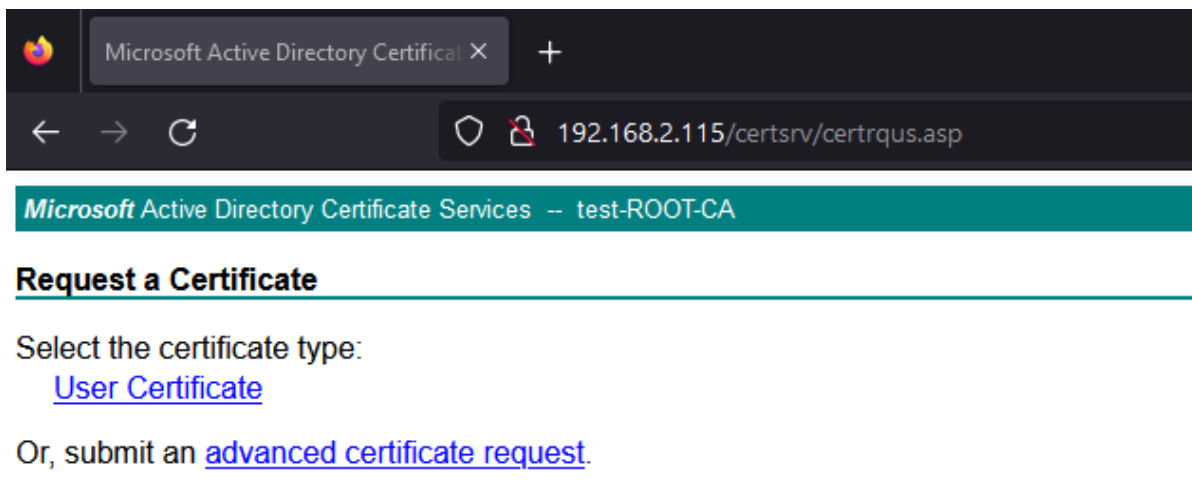 Microsoft Active Directory Certificat
192.168.2.115/certsrv/certrqus.asp
Microsoft Active Directory Certificate Services -- test-ROOT-CA
Request a Certificate
Select the certificate type:
User Certificate
Or, submit an advanced certificate request.